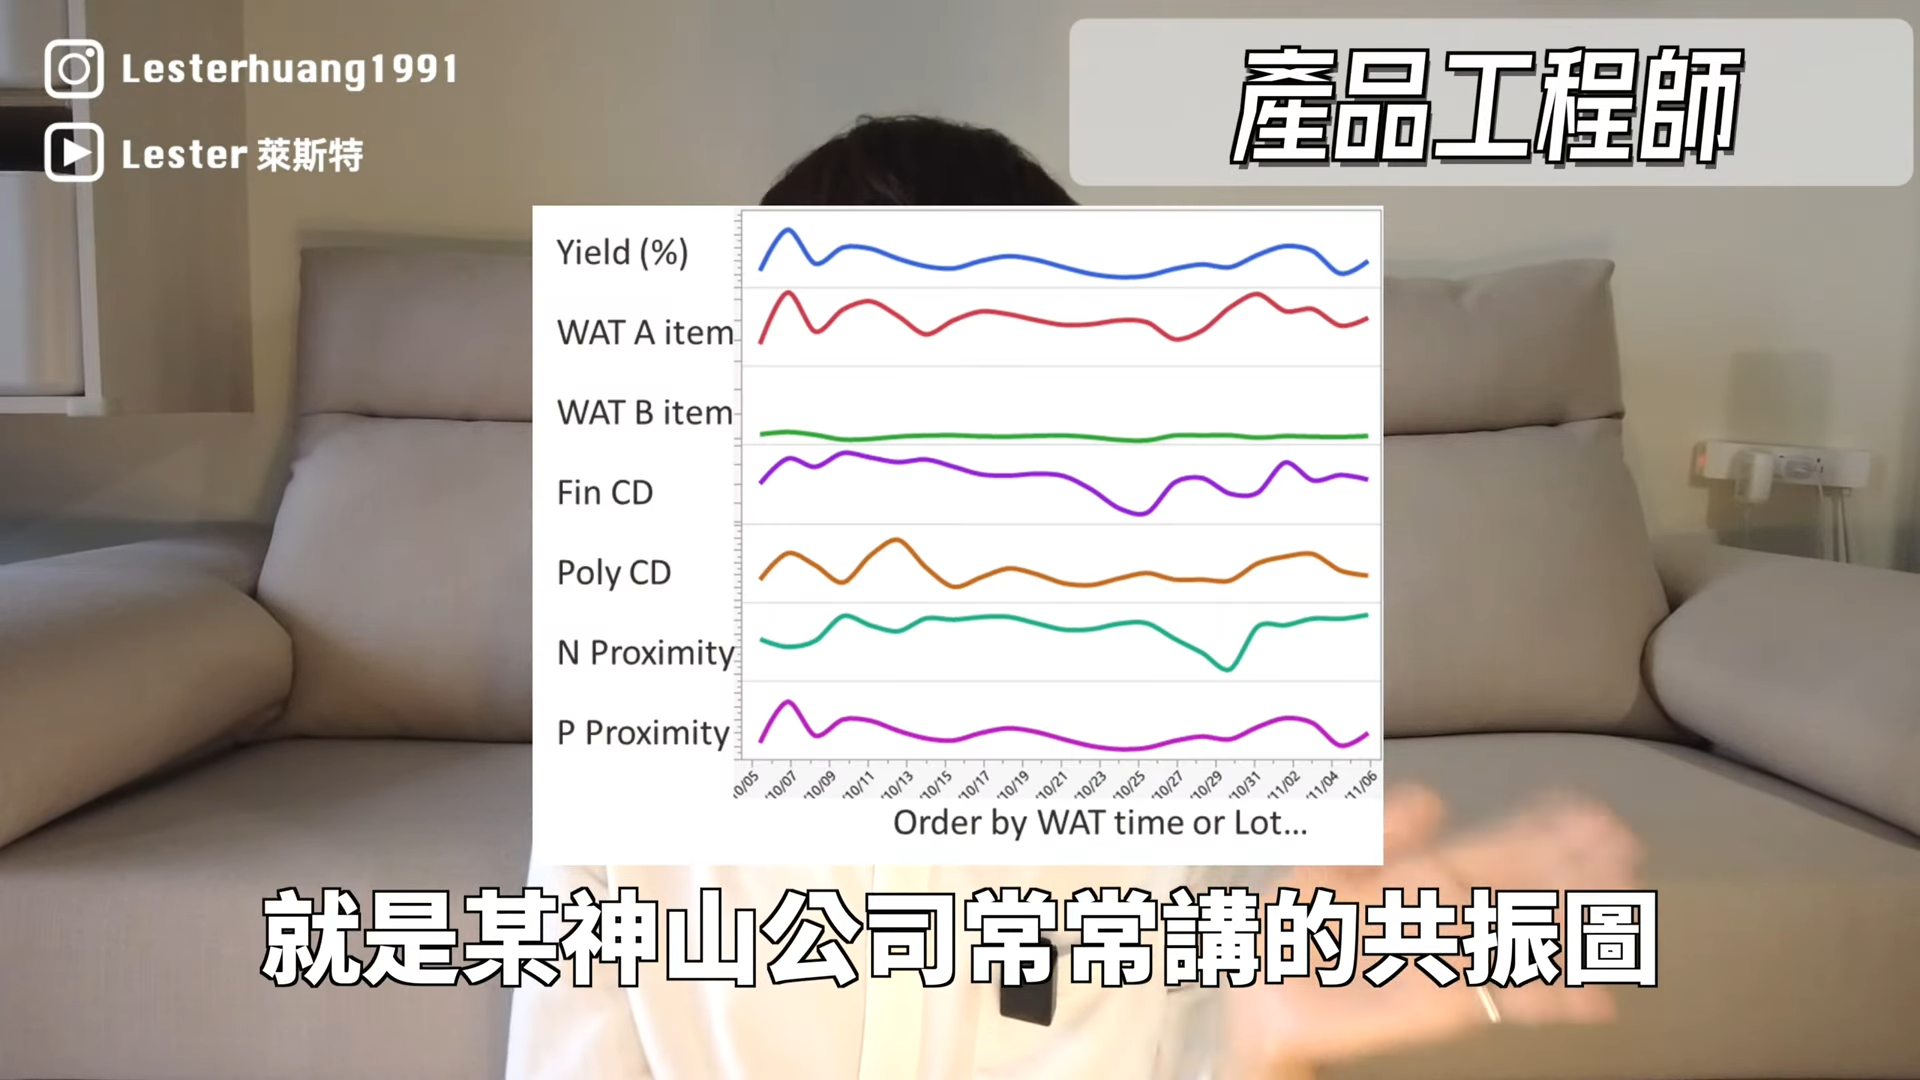 Lesterhuang1991
Lester 萊斯特
產品工程師
Yield (%)
WAT A item
WAT B item
Fin CD
Poly CD
N Proximity
P Proximity
0/05 10/07 10/09 10/11 10/13 10/15 10/17 10/19 10/21 10/23 10/25 10/27 10/29 10/31 11/02 11/04 11/06
Order by WAT time or Lot...
就是某神山公司常常講的共振圖